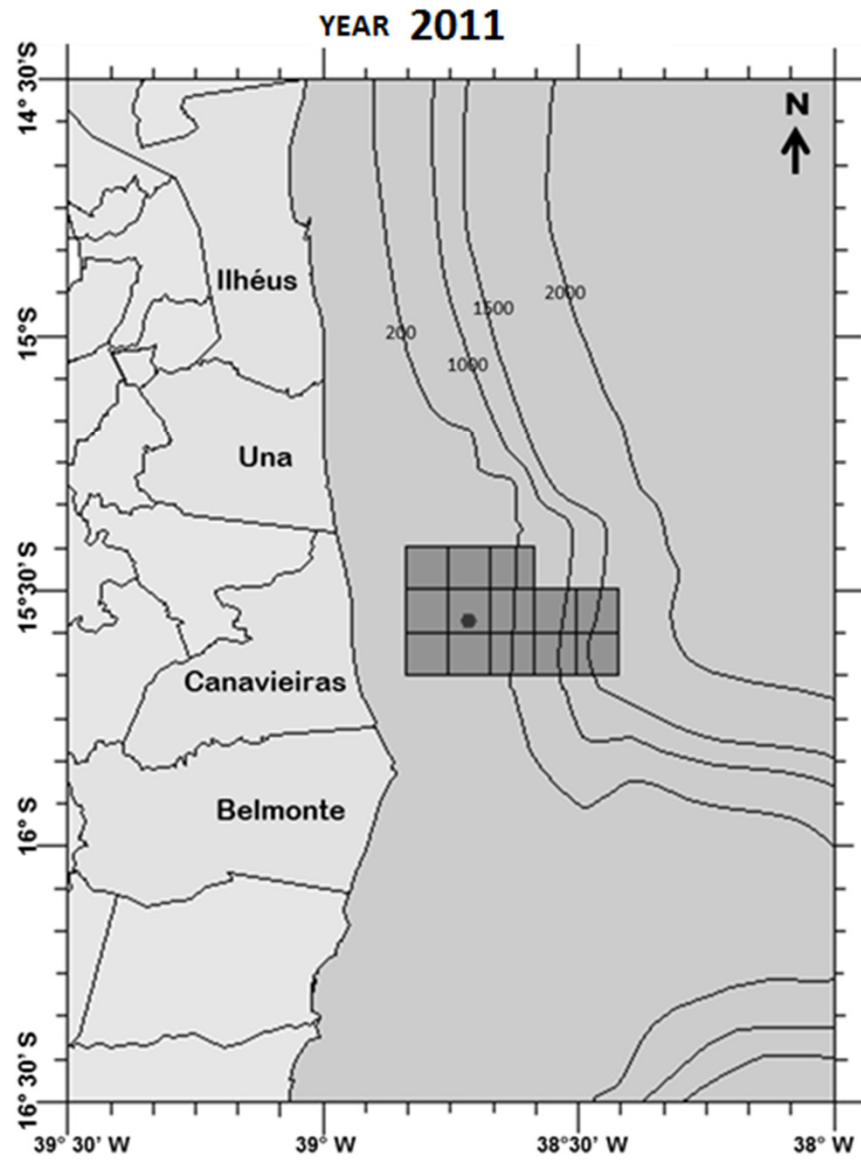 YEAR 2011
14° 30'S
N
Ilhéus
2000
1500
200
15°S
1000
Una
15°30'S
Canavieiras
Belmonte
16°S
16°30'S
39° 30' W
39° W
38°30' W
38° W